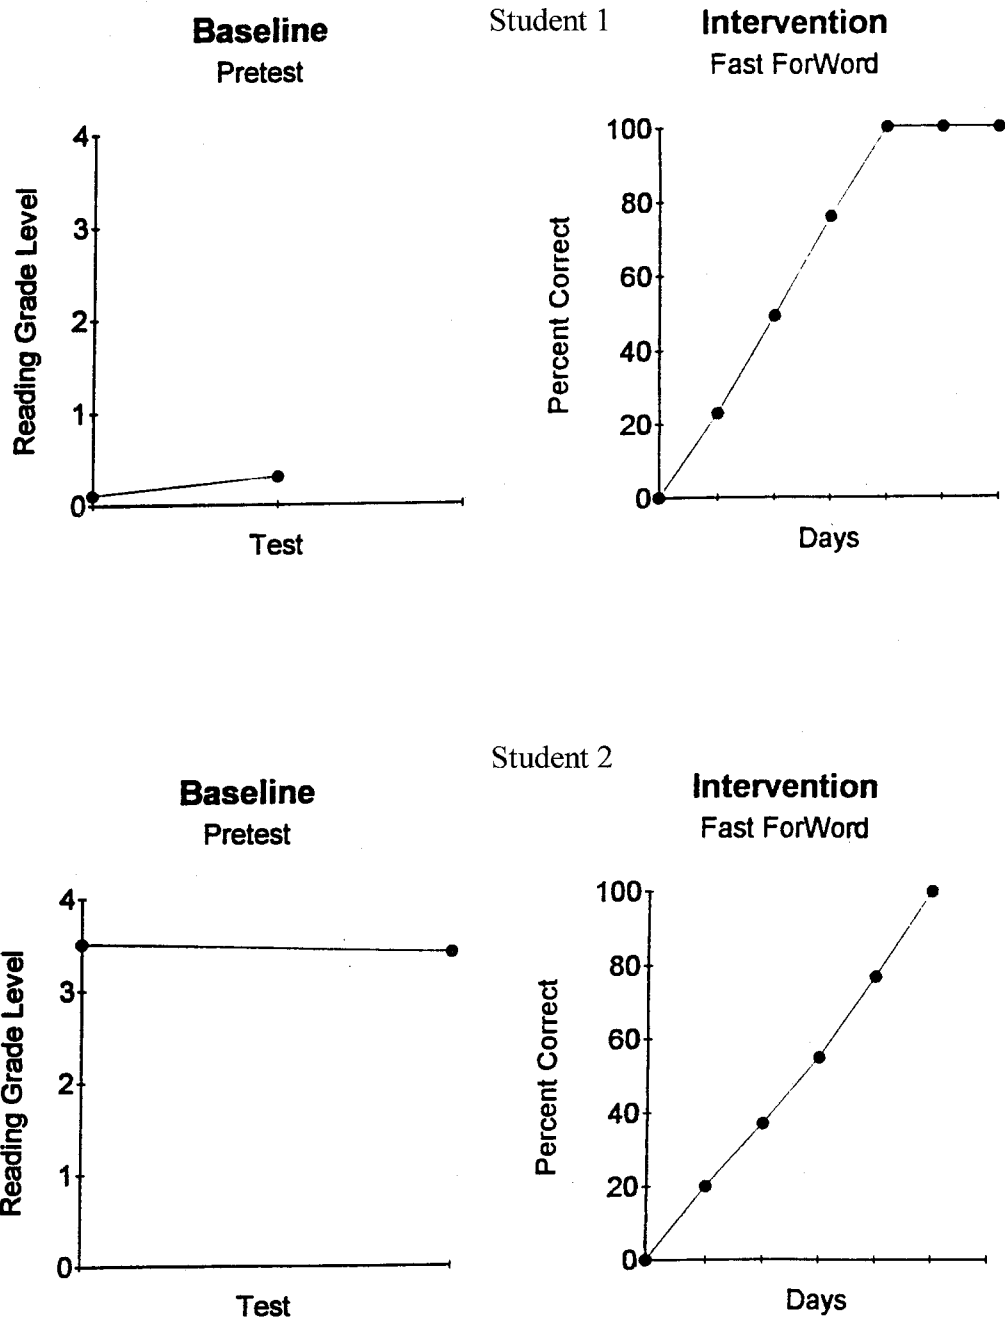 Student 1
Baseline
Pretest
Intervention
Fast ForWord
Reading Grade Level
4
3
2
1
0
Test
Percent Correct
100
80
60
40
20
0
Days
Student 2
Baseline
Pretest
Intervention
Fast ForWord
Reading Grade Level
4
3
2
1
0
Test
Percent Correct
100
80
60
40
20
0
Days